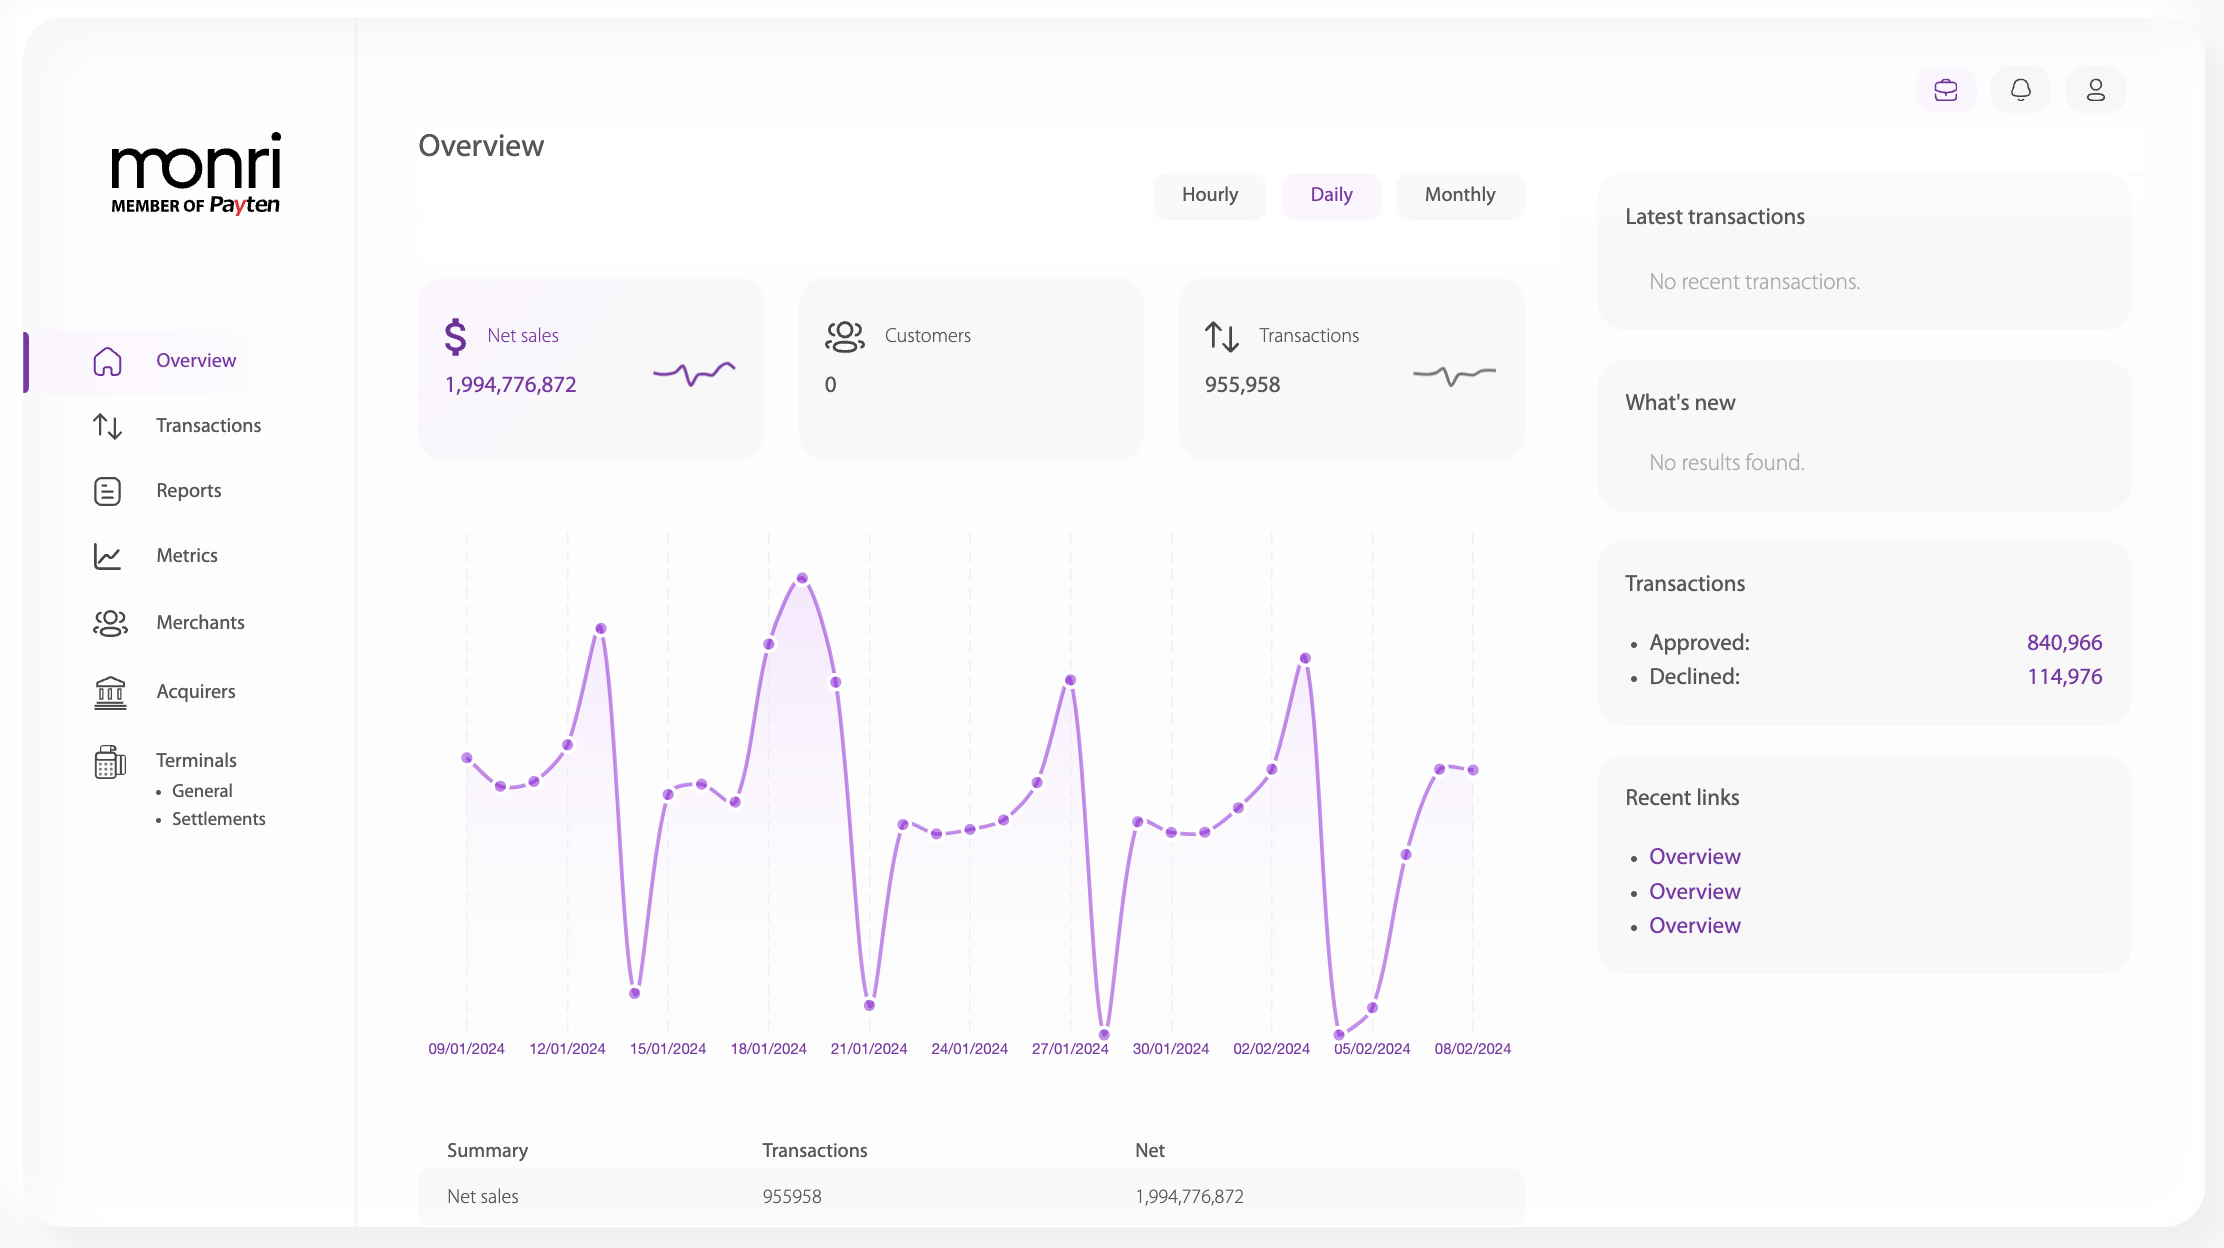 monri
MEMBER OF Payten
Overview
Transactions
Reports
Metrics
Merchants
Acquirers
Terminals
• General
• Settlements
Overview
Hourly Daily Monthly
$ Net sales
1,994,776,872
Customers
0
Transactions
955,958
09/01/2024 12/01/2024 15/01/2024 18/01/2024 21/01/2024 24/01/2024 27/01/2024 30/01/2024 02/02/2024 05/02/2024 08/02/2024
Summary Transactions Net
Net sales 955958 1,994,776,872
Latest transactions
No recent transactions.
What's new
No results found.
Transactions
• Approved: 840,966
• Declined: 114,976
Recent links
• Overview
• Overview
• Overview